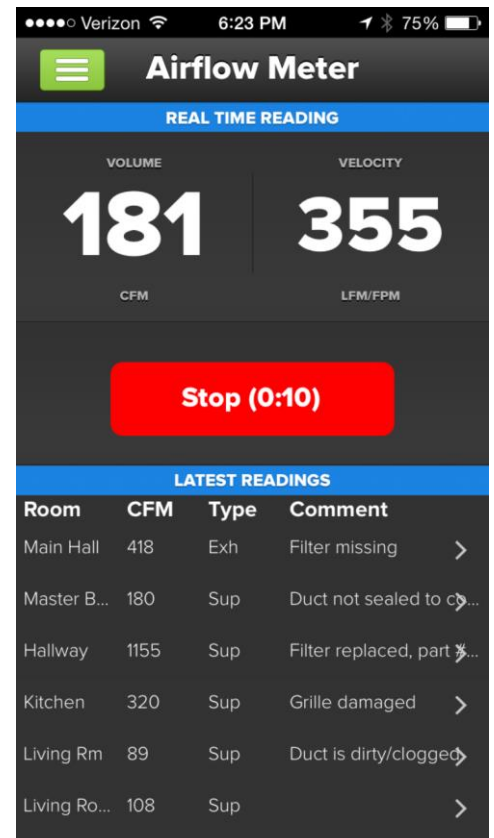 Verizon 6:23 PM 75%
Airflow Meter
REAL TIME READING
VOLUME VELOCITY
181 355
CFM LFM/FPM
Stop (0:10)
LATEST READINGS
Room CFM Type Comment
Main Hall 418 Exh Filter missing
Master B... 180 Sup Duct not sealed to co...
Hallway 1155 Sup Filter replaced, part #...
Kitchen 320 Sup Grille damaged
Living Rm 89 Sup Duct is dirty/clogged
Living Ro... 108 Sup